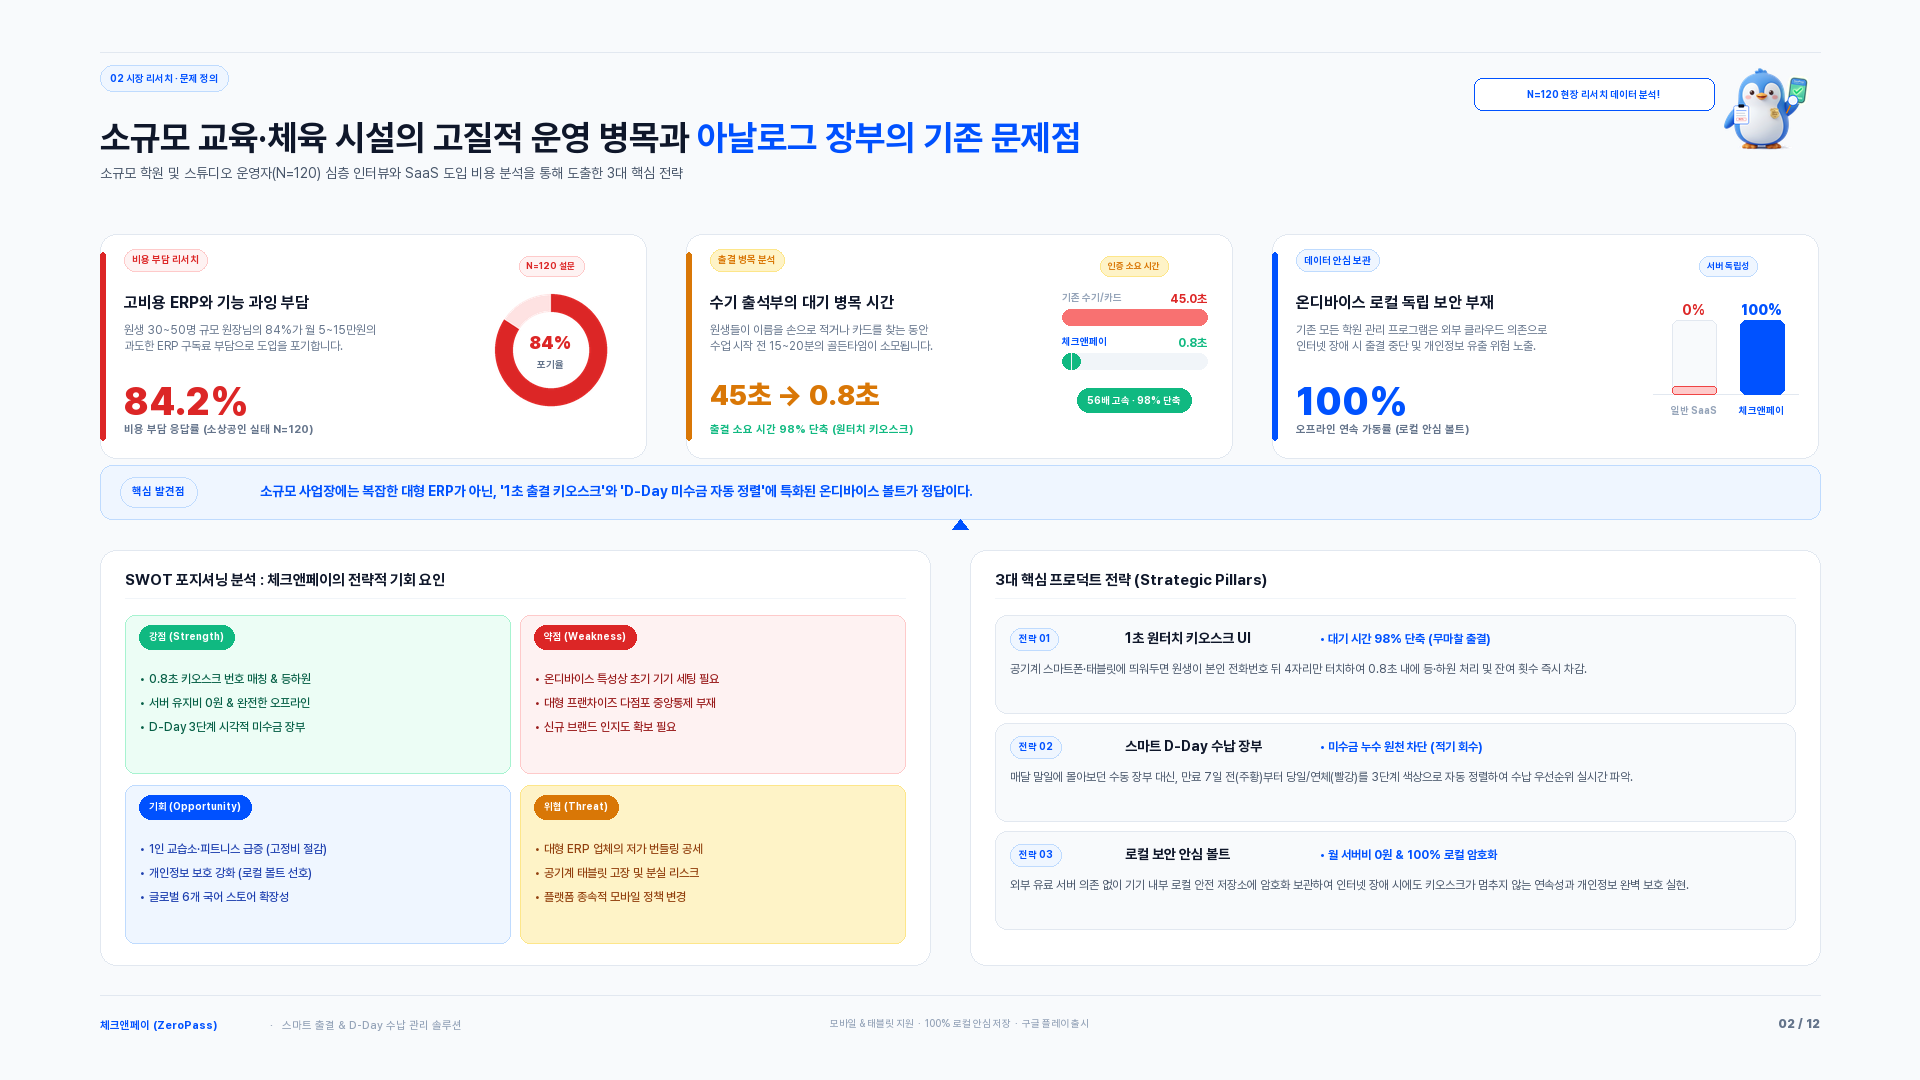 02 시장 리서치 · 문제 정의
N=120 현장 리서치 데이터 분석!
소규모 교육·체육 시설의 고질적 운영 병목과 아날로그 장부의 기존 문제점
소규모 학원 및 스튜디오 운영자(N=120) 심층 인터뷰와 SaaS 도입 비용 분석을 통해 도출한 3대 핵심 전략
비용 부담 리서치
N=120 설문
고비용 ERP와 기능 과잉 부담
원생 30~50명 규모 원장님의 84%가 월 5~15만원의
과도한 ERP 구독료 부담으로 도입을 포기합니다.
84%
포기율
84.2%
비용 부담 응답률 (소상공인 실태 N=120)
출결 병목 분석
인증 소요 시간
수기 출석부의 대기 병목 시간
원생들이 이름을 손으로 적거나 카드를 찾는 동안
수업 시작 전 15~20분의 골든타임이 소모됩니다.
기존 수기/카드 45.0초
체크앤페이 0.8초
45초 → 0.8초
56배 고속 · 98% 단축
출결 소요 시간 98% 단축 (원터치 키오스크)
데이터 안심 보관
서버 독립성
온디바이스 로컬 독립 보안 부재
기존 모든 학원 관리 프로그램은 외부 클라우드 의존으로
인터넷 장애 시 출결 중단 및 개인정보 유출 위험 노출.
0% 100%
일반 SaaS 체크앤페이
100%
오프라인 연속 가동률 (로컬 안심 볼트)
핵심 발견점
소규모 사업장에는 복잡한 대형 ERP가 아닌, '1초 출결 키오스크'와 'D-Day 미수금 자동 정렬'에 특화된 온디바이스 볼트가 정답이다.
SWOT 포지셔닝 분석 : 체크앤페이의 전략적 기회 요인
강점 (Strength)
• 0.8초 키오스크 번호 매칭 & 등하원
• 서버 유지비 0원 & 완전한 오프라인
• D-Day 3단계 시각적 미수금 장부
약점 (Weakness)
• 온디바이스 특성상 초기 기기 세팅 필요
• 대형 프랜차이즈 다점포 중앙통제 부재
• 신규 브랜드 인지도 확보 필요
기회 (Opportunity)
• 1인 교습소·피트니스 급증 (고정비 절감)
• 개인정보 보호 강화 (로컬 볼트 선호)
• 글로벌 6개 국어 스토어 확장성
위협 (Threat)
• 대형 ERP 업체의 저가 번들링 공세
• 공기계 태블릿 고장 및 분실 리스크
• 플랫폼 종속적 모바일 정책 변경
3대 핵심 프로덕트 전략 (Strategic Pillars)
전략 01 1초 원터치 키오스크 UI • 대기 시간 98% 단축 (무마찰 출결)
공기계 스마트폰·태블릿에 띄워두면 원생이 본인 전화번호 뒤 4자리만 터치하여 0.8초 내에 등·하원 처리 및 잔여 횟수 즉시 차감.
전략 02 스마트 D-Day 수납 장부 • 미수금 누수 원천 차단 (적기 회수)
매달 말일에 몰아보던 수동 장부 대신, 만료 7일 전(주황)부터 당일/연체(빨강)를 3단계 색상으로 자동 정렬하여 수납 우선순위 실시간 파악.
전략 03 로컬 보안 안심 볼트 • 월 서버비 0원 & 100% 로컬 암호화
외부 유료 서버 의존 없이 기기 내부 로컬 안전 저장소에 암호화 보관하여 인터넷 장애 시에도 키오스크가 멈추지 않는 연속성과 개인정보 완벽 보호 실현.
체크앤페이 (ZeroPass) · 스마트 출결 & D-Day 수납 관리 솔루션
모바일 & 태블릿 지원 · 100% 로컬 안심 저장 · 구글 플레이 출시
02 / 12